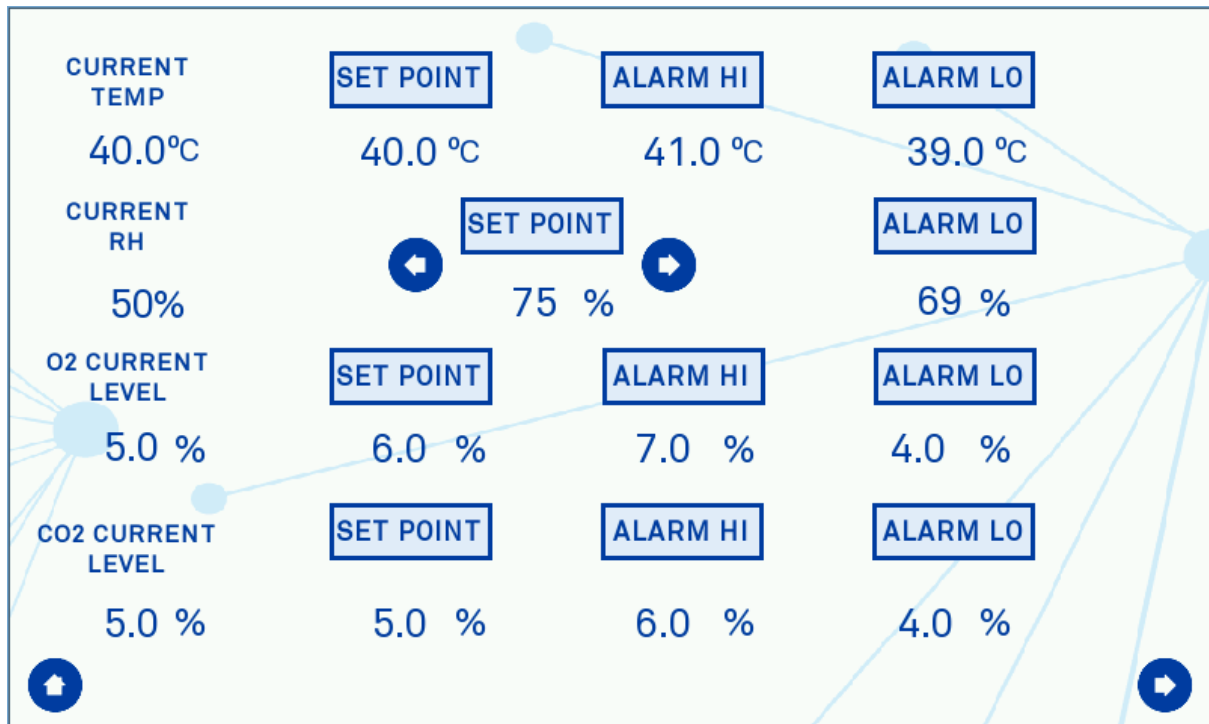 CURRENT
TEMP
SET POINT
ALARM HI
ALARM LO
40.0ºC
40.0 ºC
41.0 ºC
39.0 ºC
CURRENT
RH
SET POINT
ALARM LO
50%
75 %
69 %
O2 CURRENT
LEVEL
SET POINT
ALARM HI
ALARM LO
5.0 %
6.0 %
7.0 %
4.0 %
CO2 CURRENT
LEVEL
SET POINT
ALARM HI
ALARM LO
5.0 %
5.0 %
6.0 %
4.0 %